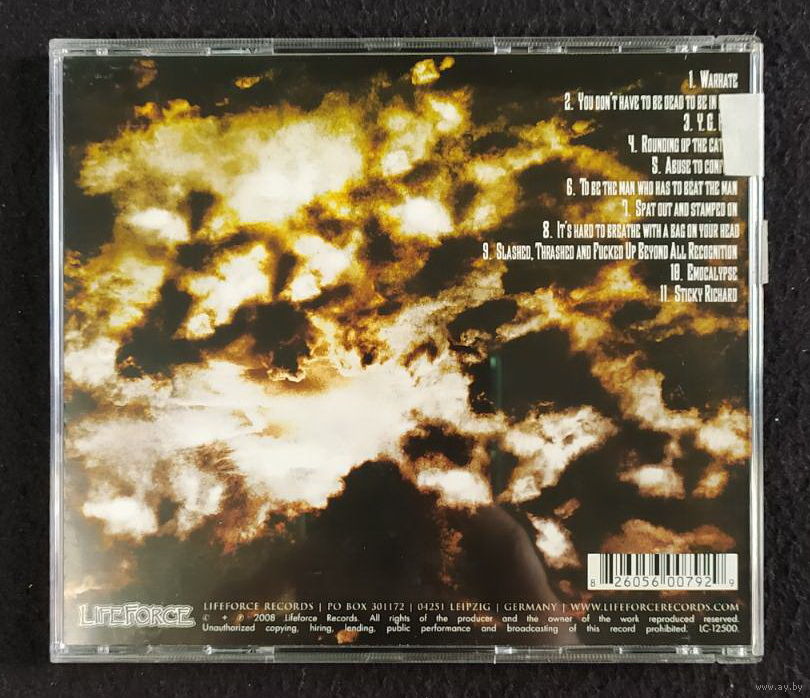 1. Warhate
2. You don't have to be dead to be in
3. Y.G.
4. Rounding up the
5. Abuse to
6. To be the man who has to beat the man
7. Spat out and stamped on
8. It's hard to breathe with a bag on your head
9. Slashed, Thrashed and Fucked Up Beyond All Recognition
10. Emocalypse
11. Sticky Richard
8 26056 00792 9
LIFEFORCE
LIFEFORCE RECORDS | PO BOX 301172 | 04251 LEIPZIG | GERMANY | WWW.LIFEFORCERECORDS.COM
© + ℗ 2008 Lifeforce Records. All rights of the producer and the owner of the work reproduced reserved.
Unauthorized copying, hiring, lending, public performance and broadcasting of this record prohibited. LC-12500.
www.ay.by